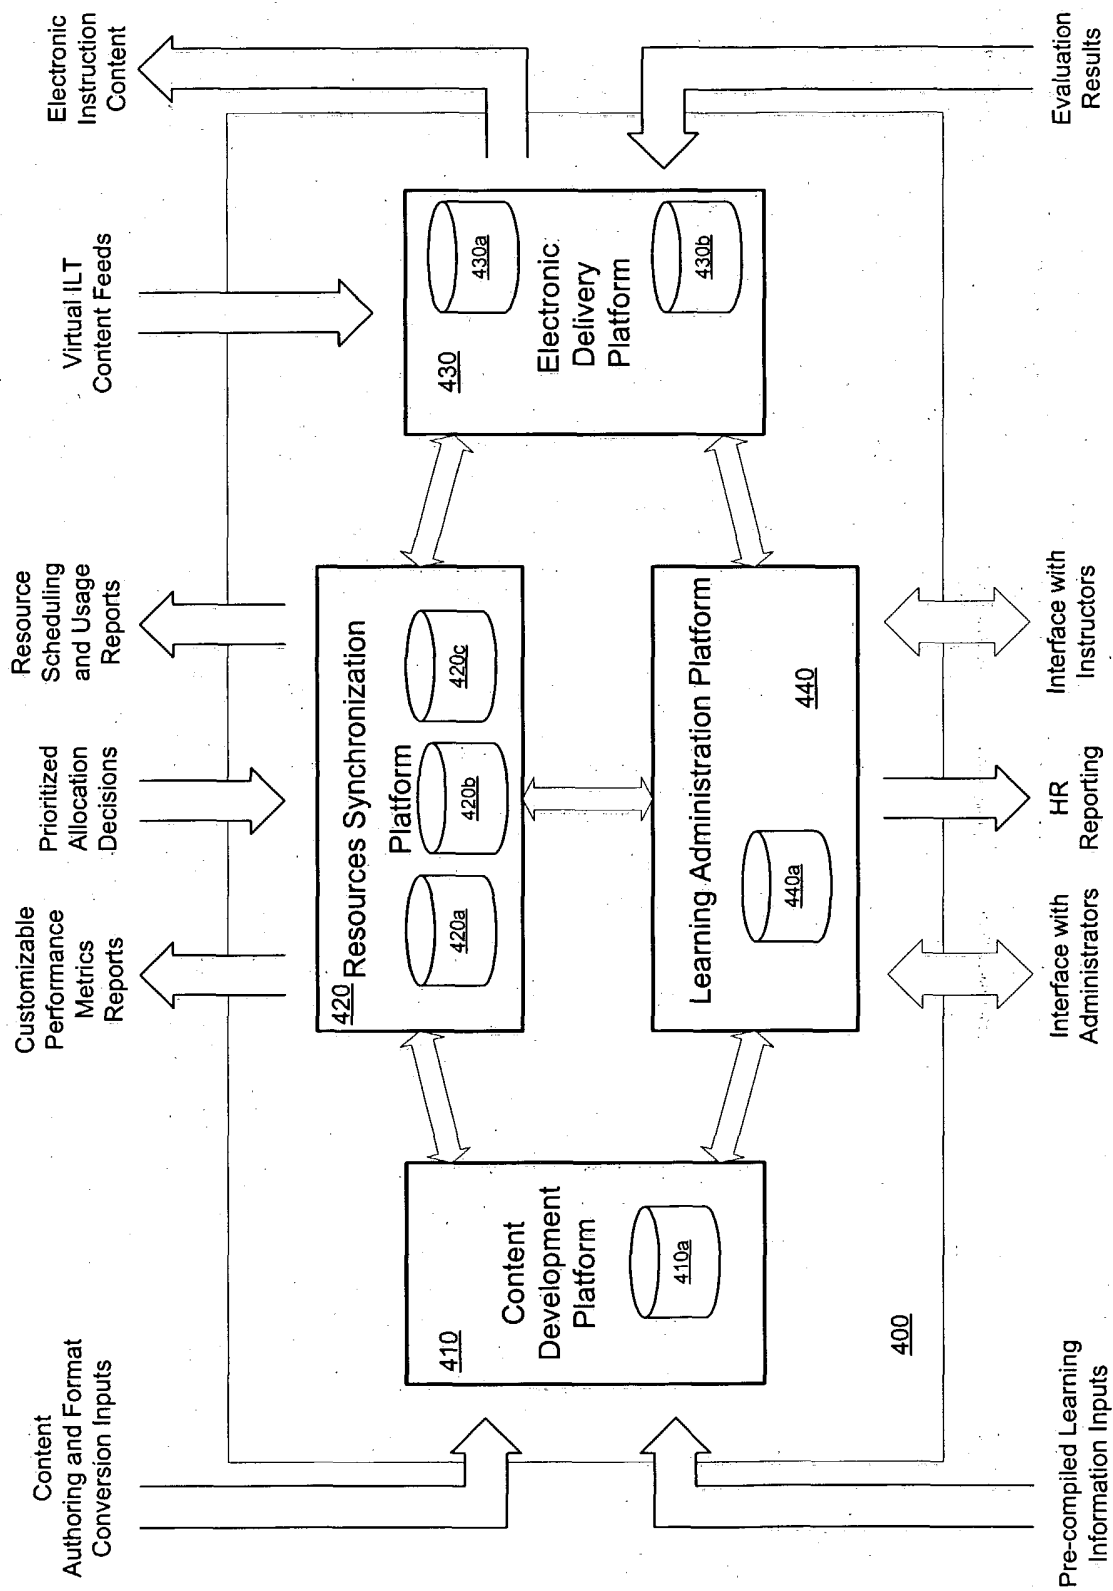 Content
Authoring and Format
Conversion Inputs
Customizable
Performance
Metrics
Reports
Prioritized
Allocation
Decisions
Resource
Scheduling
and Usage
Reports
Virtual ILT
Content Feeds
Electronic
Instruction
Content
410
Content
Development
Platform
410a
420
Resources Synchronization
Platform
420a
420b
420c
430
Electronic
Delivery
Platform
430a
430b
Learning Administration Platform
440
440a
400
Pre-compiled Learning
Information Inputs
Interface with
Administrators
HR
Reporting
Interface with
Instructors
Evaluation
Results